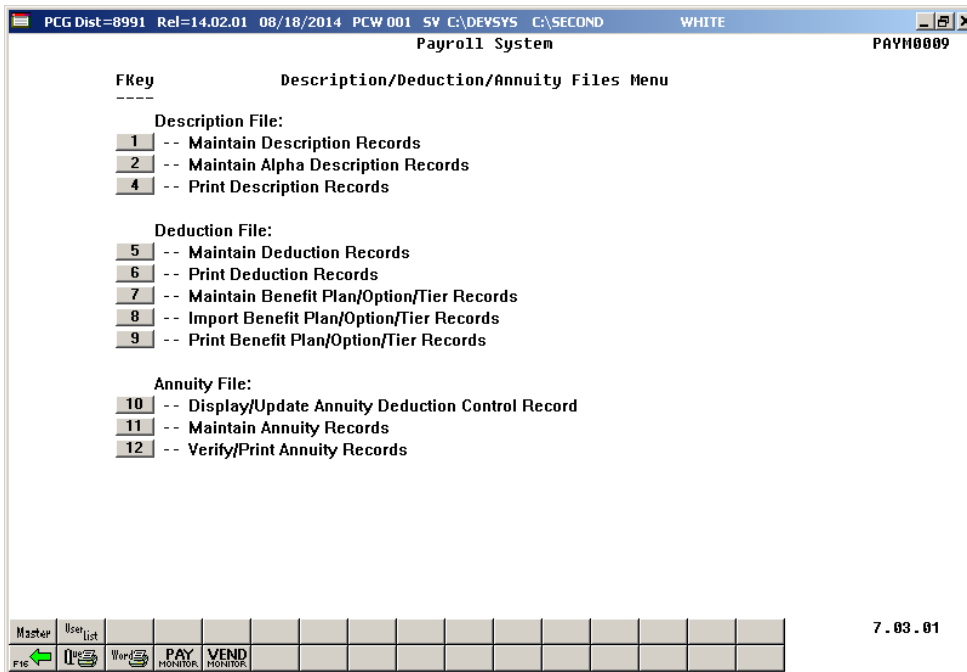 PCG Dist=8991 Rel=14.02.01 08/18/2014 PCW 001 SV C:\DEVSYS C:\SECOND WHITE
Payroll System PAYM0009
FKey Description/Deduction/Annuity Files Menu
----
Description File:
1 -- Maintain Description Records
2 -- Maintain Alpha Description Records
4 -- Print Description Records
Deduction File:
5 -- Maintain Deduction Records
6 -- Print Deduction Records
7 -- Maintain Benefit Plan/Option/Tier Records
8 -- Import Benefit Plan/Option/Tier Records
9 -- Print Benefit Plan/Option/Tier Records
Annuity File:
10 -- Display/Update Annuity Deduction Control Record
11 -- Maintain Annuity Records
12 -- Verify/Print Annuity Records
Master User List 7.03.01
F16 Que Word PAY MONITOR VEND MONITOR